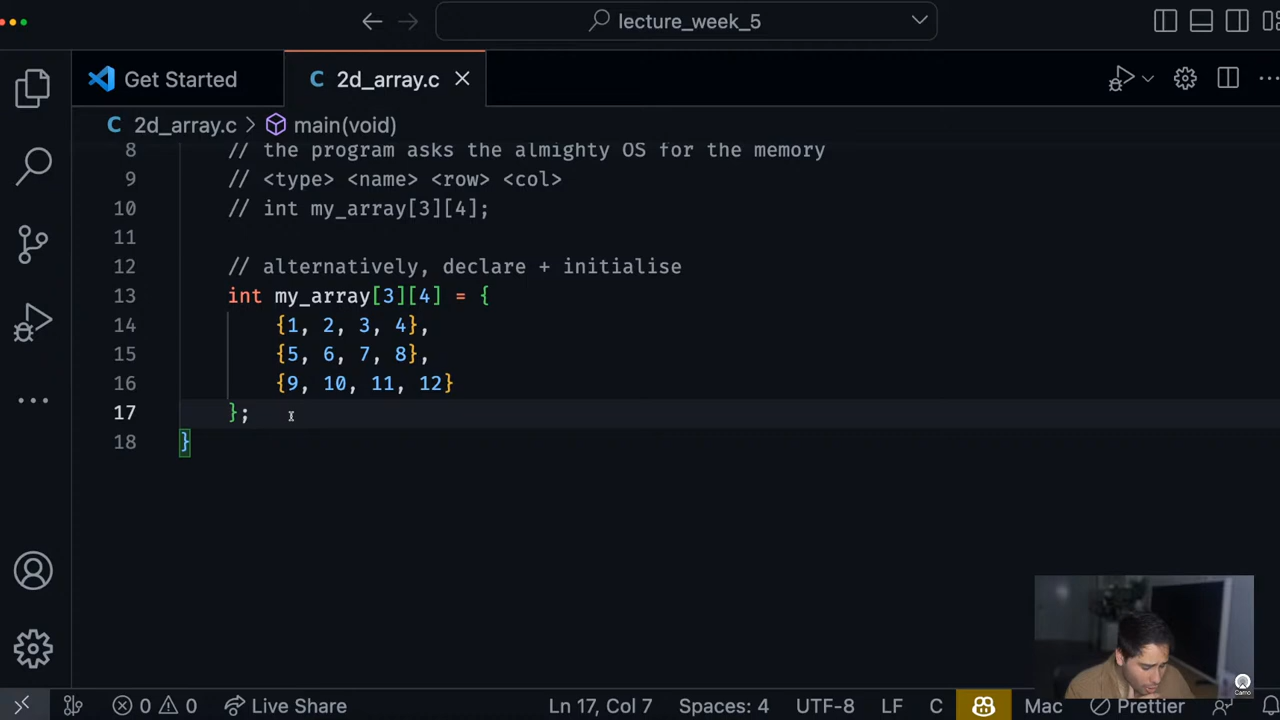 lecture_week_5
Get Started
C 2d_array.c
C 2d_array.c > main(void)
8 // the program asks the almighty OS for the memory
9 // <type> <name> <row> <col>
10 // int my_array[3][4];
11
12 // alternatively, declare + initialise
13 int my_array[3][4] = {
14 {1, 2, 3, 4},
15 {5, 6, 7, 8},
16 {9, 10, 11, 12}
17 };
18 }
Camo
0 0 Live Share Ln 17, Col 7 Spaces: 4 UTF-8 LF C Mac Prettier